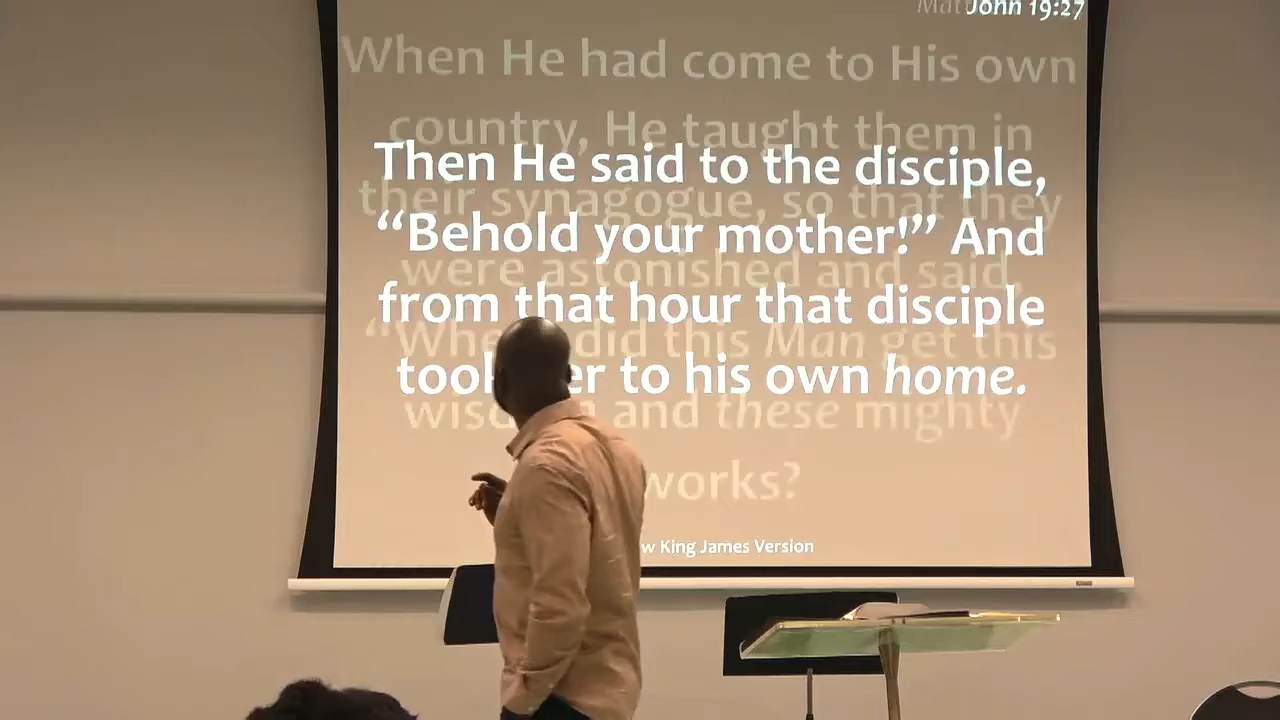 John 19:27
When He had come to His own
country, He taught them in
Then He said to the disciple,
their synagogue, so that they
“Behold your mother!” And
were astonished and said,
from that hour that disciple
did this Man get this
to his own home.
and these mighty
works?
King James Version